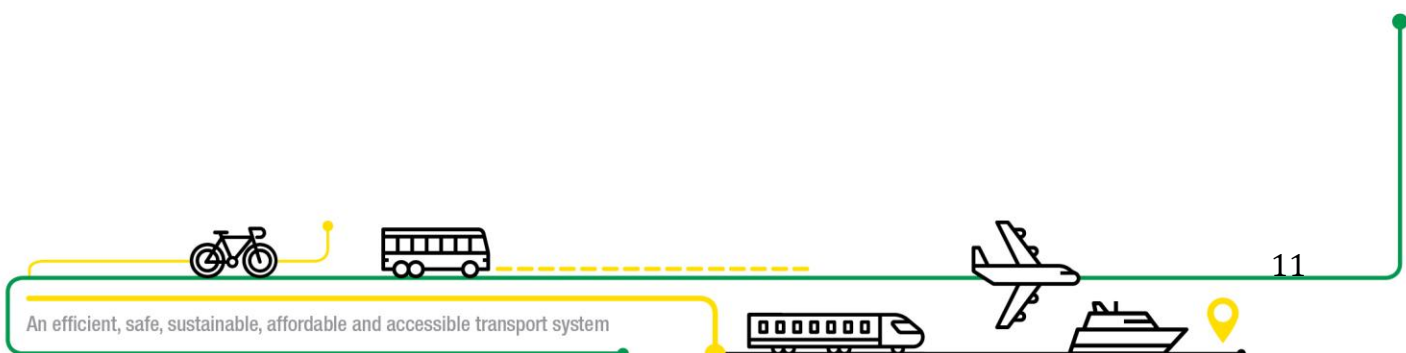 11
An efficient, safe, sustainable, affordable and accessible transport system